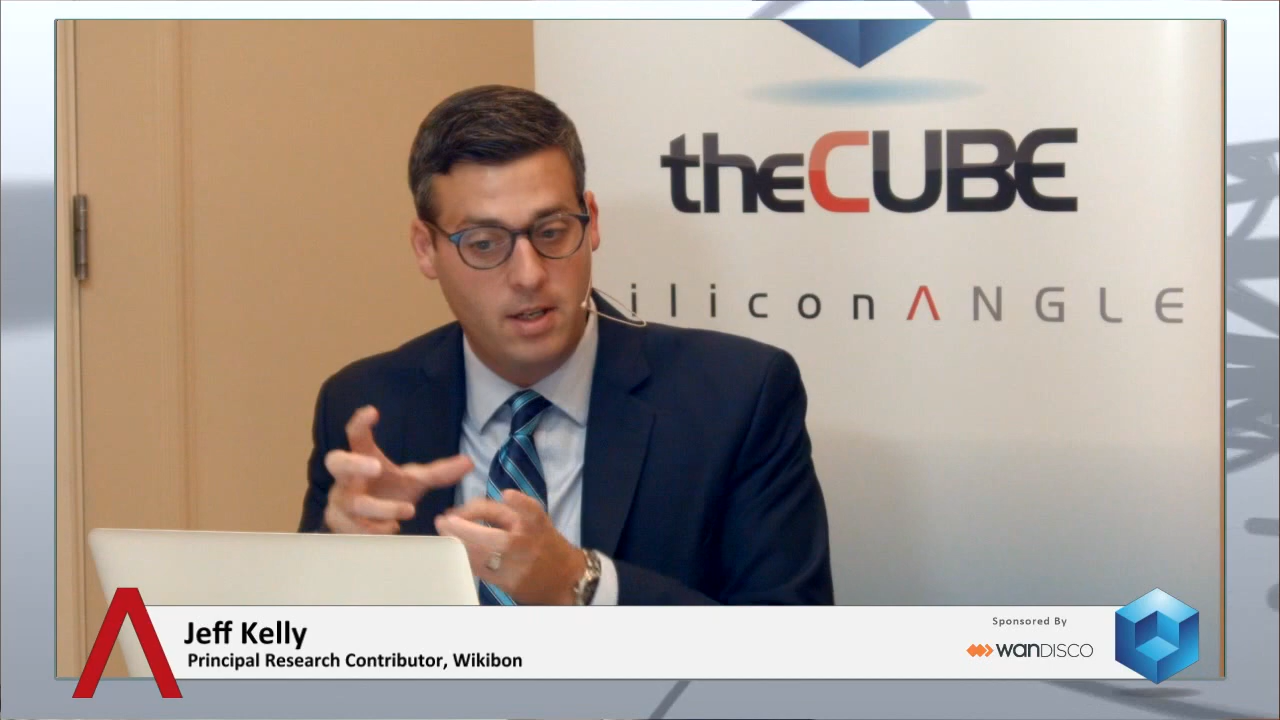 theCUBE
iliconANGLE
Jeff Kelly
Principal Research Contributor, Wikibon
Sponsored By
WANDISCO